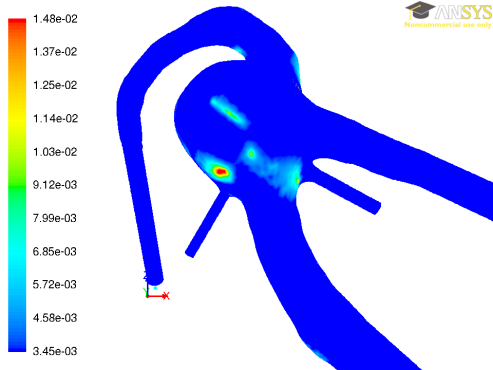 1.48e-02
1.37e-02
1.25e-02
1.14e-02
1.03e-02
9.12e-03
7.99e-03
6.85e-03
5.72e-03
4.58e-03
3.45e-03
ANSYS
Noncommercial use only
Z
Y
X